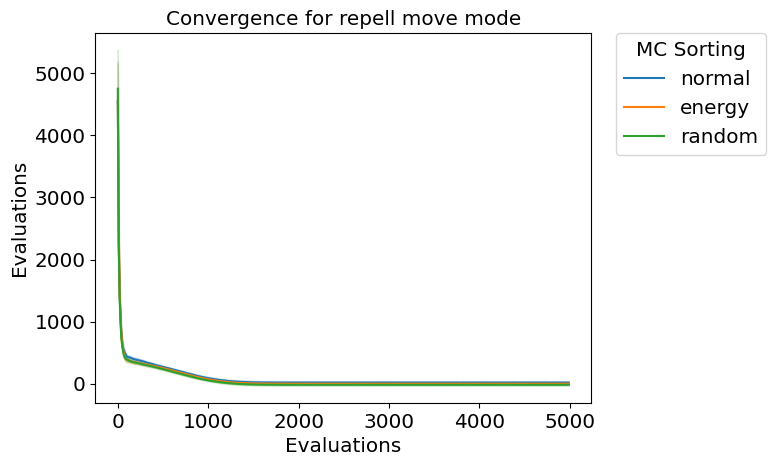 Convergence for repell move mode
MC Sorting
normal
energy
random
Evaluations
5000
4000
3000
2000
1000
0
0 1000 2000 3000 4000 5000
Evaluations